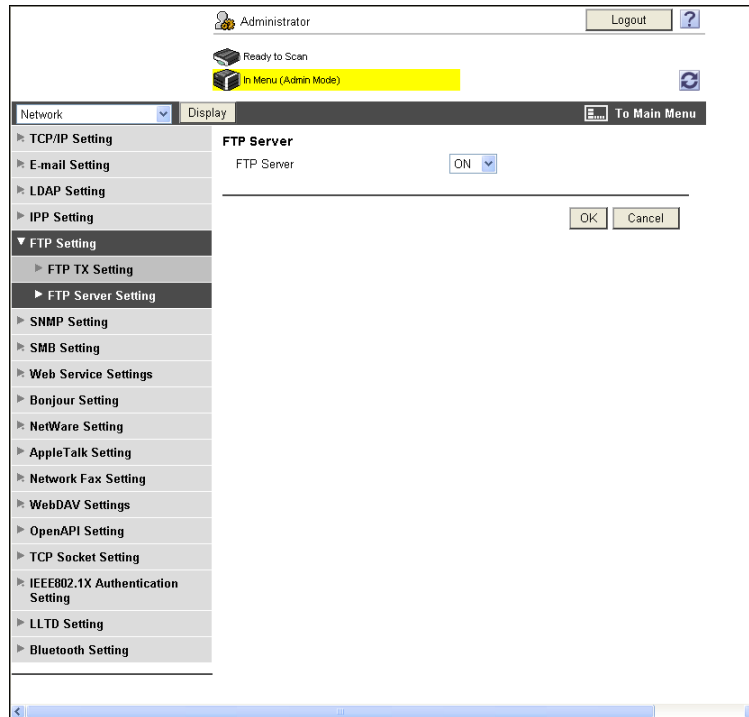 Administrator
Logout
?
Ready to Scan
In Menu (Admin Mode)
Network
Display
To Main Menu
TCP/IP Setting
E-mail Setting
LDAP Setting
IPP Setting
FTP Setting
FTP TX Setting
FTP Server Setting
SNMP Setting
SMB Setting
Web Service Settings
Bonjour Setting
NetWare Setting
AppleTalk Setting
Network Fax Setting
WebDAV Settings
OpenAPI Setting
TCP Socket Setting
IEEE802.1X Authentication
Setting
LLTD Setting
Bluetooth Setting
FTP Server
FTP Server ON
OK Cancel